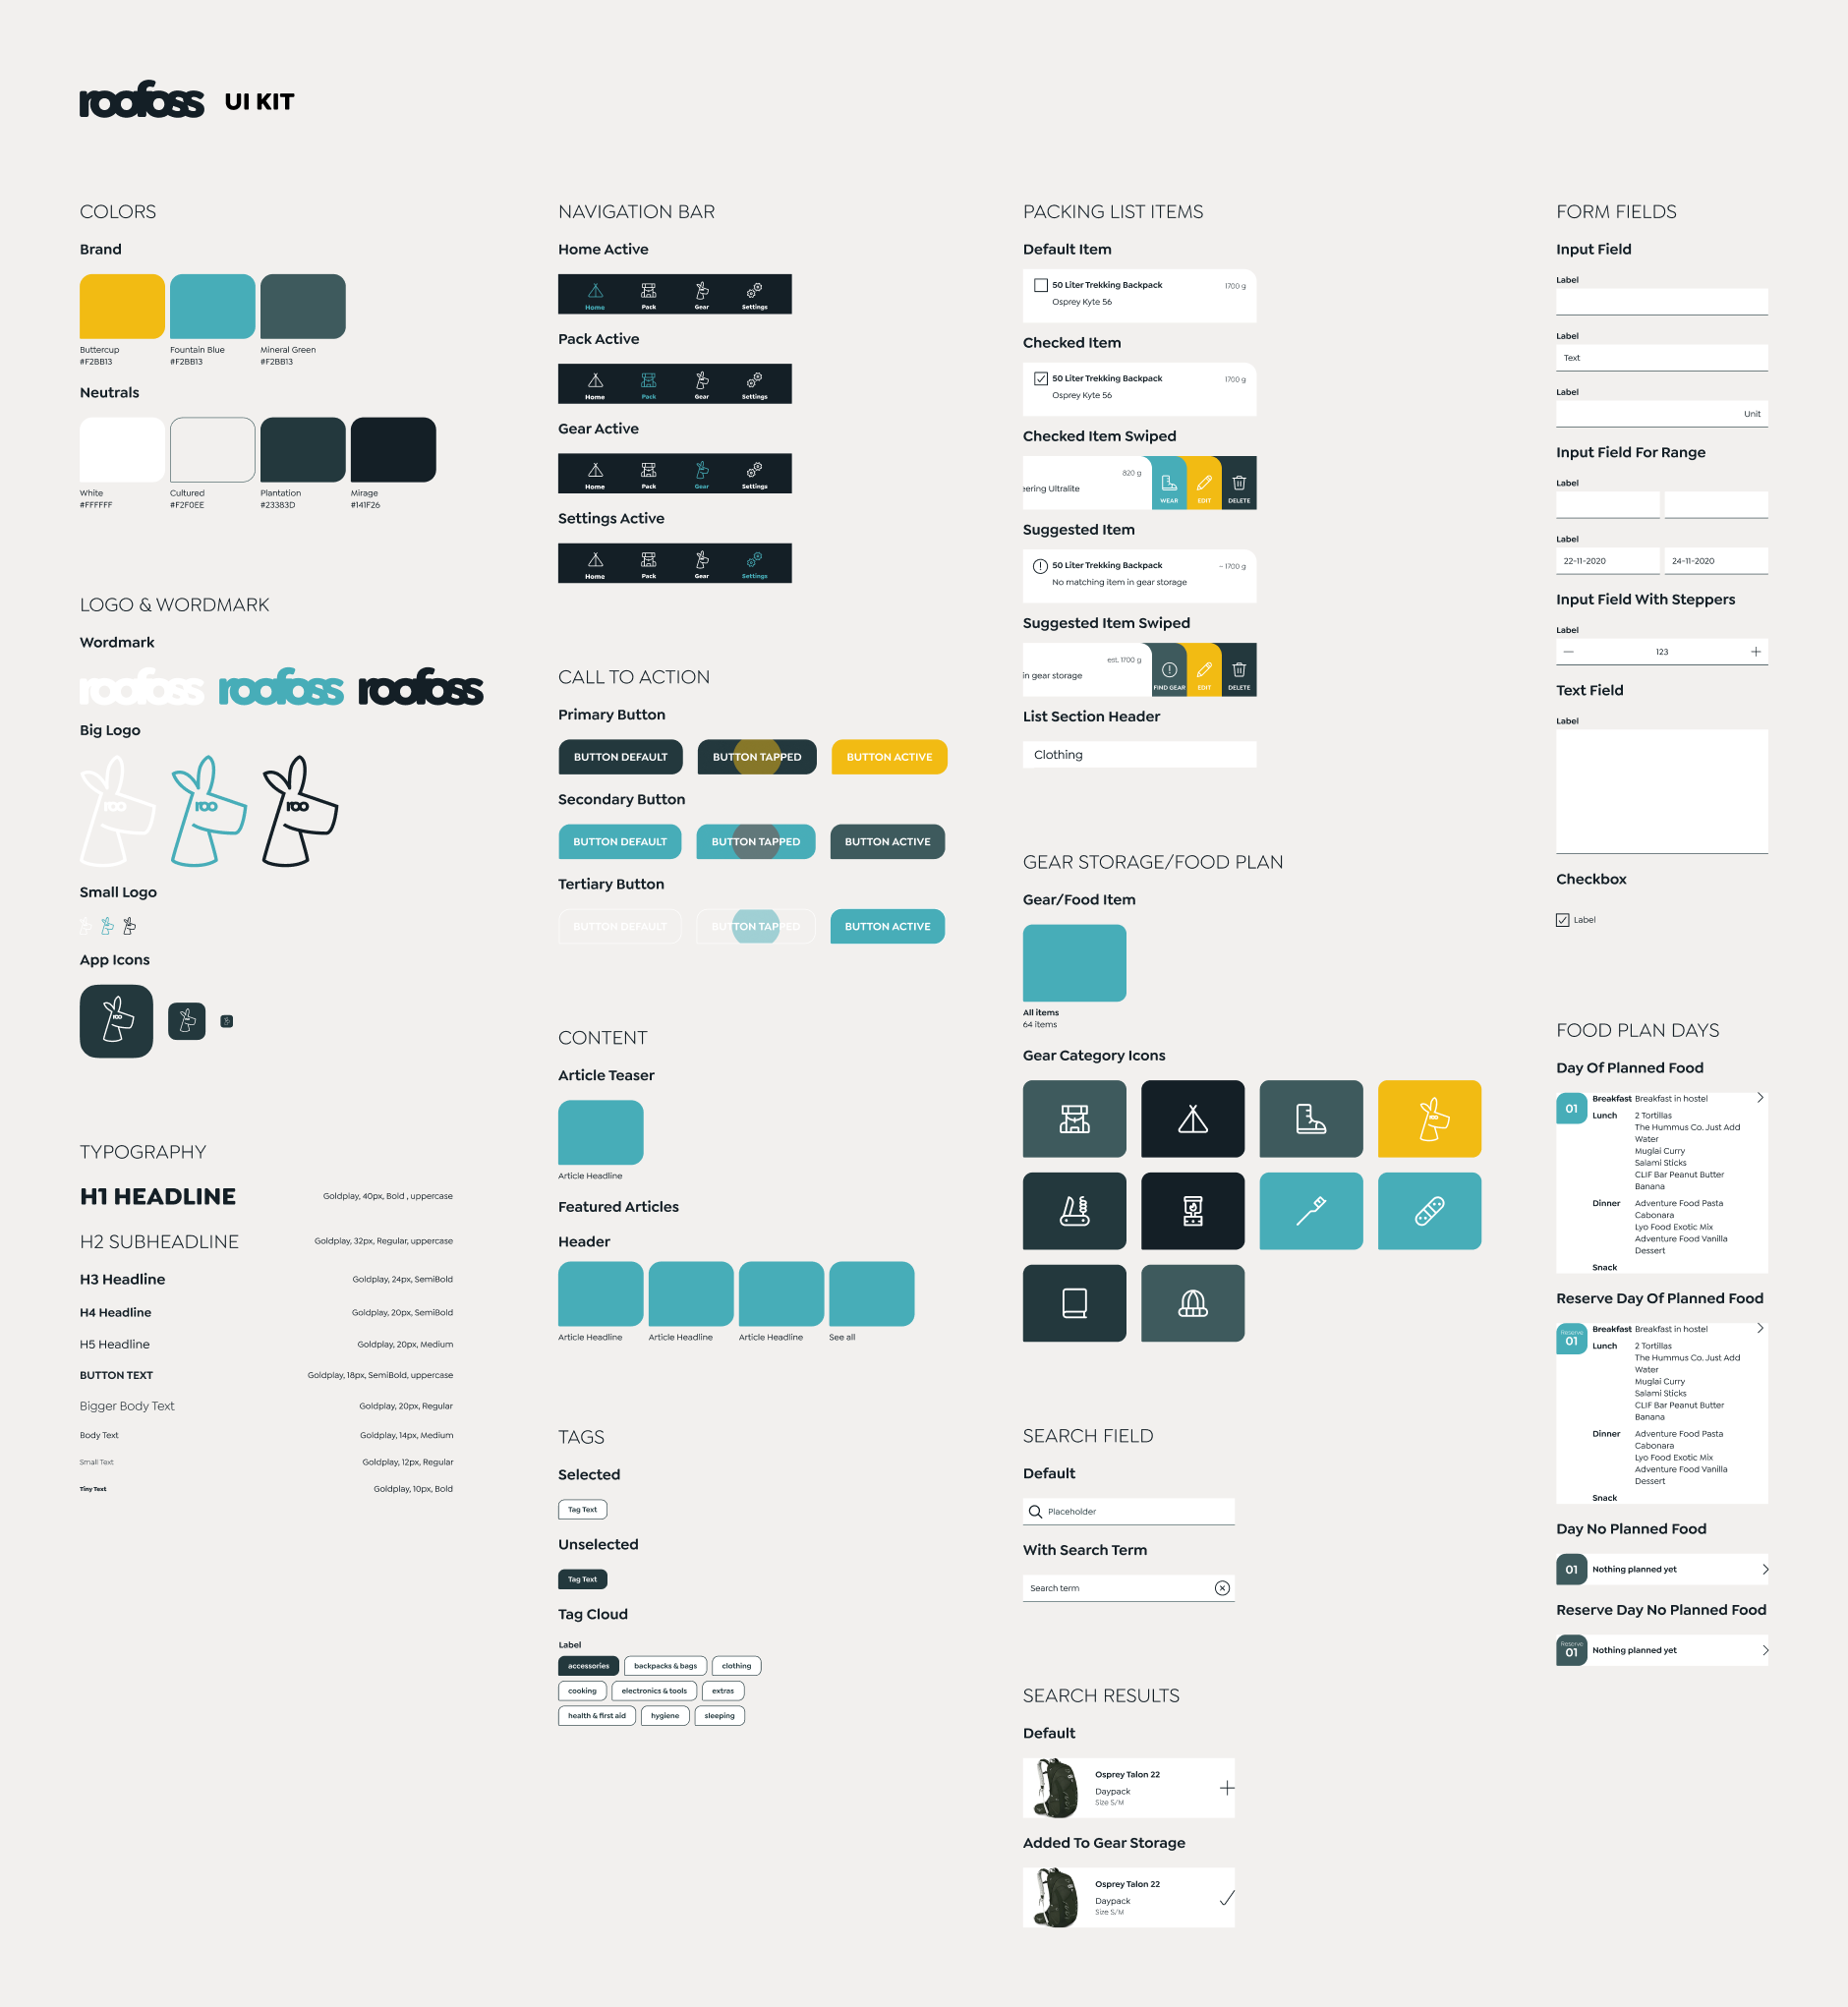 roofoss UI KIT
COLORS
Brand
Buttercup
#F2BB13
Fountain Blue
#F2BB13
Mineral Green
#F2BB13
Neutrals
White
#FFFFFF
Cultured
#F2F0EE
Plantation
#23383D
Mirage
#141F26
LOGO & WORDMARK
Wordmark
roofoss roofoss roofoss
Big Logo
roo roo roo
Small Logo
App Icons
roo
TYPOGRAPHY
H1 HEADLINE Goldplay, 40px, Bold , uppercase
H2 SUBHEADLINE Goldplay, 32px, Regular, uppercase
H3 Headline Goldplay, 24px, SemiBold
H4 Headline Goldplay, 20px, SemiBold
H5 Headline Goldplay, 20px, Medium
BUTTON TEXT Goldplay, 18px, SemiBold, uppercase
Bigger Body Text Goldplay, 20px, Regular
Body Text Goldplay, 14px, Medium
Small Text Goldplay, 12px, Regular
Tiny Text Goldplay, 10px, Bold
NAVIGATION BAR
Home Active
Home Pack Gear Settings
Pack Active
Home Pack Gear Settings
Gear Active
Home Pack Gear Settings
Settings Active
Home Pack Gear Settings
CALL TO ACTION
Primary Button
BUTTON DEFAULT BUTTON TAPPED BUTTON ACTIVE
Secondary Button
BUTTON DEFAULT BUTTON TAPPED BUTTON ACTIVE
Tertiary Button
BUTTON DEFAULT BUTTON TAPPED BUTTON ACTIVE
CONTENT
Article Teaser
Article Headline
Featured Articles
Header
Article Headline Article Headline Article Headline See all
TAGS
Selected
Tag Text
Unselected
Tag Text
Tag Cloud
Label
accessories backpacks & bags clothing
cooking electronics & tools extras
health & first aid hygiene sleeping
PACKING LIST ITEMS
Default Item
50 Liter Trekking Backpack 1700 g
Osprey Kyte 56
Checked Item
50 Liter Trekking Backpack 1700 g
Osprey Kyte 56
Checked Item Swiped
820 g
eering Ultralite
WEAR EDIT DELETE
Suggested Item
50 Liter Trekking Backpack ~ 1700 g
No matching item in gear storage
Suggested Item Swiped
est. 1700 g
in gear storage
FIND GEAR EDIT DELETE
List Section Header
Clothing
GEAR STORAGE/FOOD PLAN
Gear/Food Item
All items
64 items
Gear Category Icons
SEARCH FIELD
Default
Placeholder
With Search Term
Search term
SEARCH RESULTS
Default
Osprey Talon 22
Daypack
Size S/M
Added To Gear Storage
Osprey Talon 22
Daypack
Size S/M
FORM FIELDS
Input Field
Label
Label
Text
Label
Unit
Input Field For Range
Label
Label
22-11-2020 24-11-2020
Input Field With Steppers
Label
123
Text Field
Label
Checkbox
Label
FOOD PLAN DAYS
Day Of Planned Food
01 Breakfast Breakfast in hostel
Lunch 2 Tortillas
The Hummus Co. Just Add
Water
Muglai Curry
Salami Sticks
CLIF Bar Peanut Butter
Banana
Dinner Adventure Food Pasta
Cabonara
Lyo Food Exotic Mix
Adventure Food Vanilla
Dessert
Snack
Reserve Day Of Planned Food
Reserve
01 Breakfast Breakfast in hostel
Lunch 2 Tortillas
The Hummus Co. Just Add
Water
Muglai Curry
Salami Sticks
CLIF Bar Peanut Butter
Banana
Dinner Adventure Food Pasta
Cabonara
Lyo Food Exotic Mix
Adventure Food Vanilla
Dessert
Snack
Day No Planned Food
01 Nothing planned yet
Reserve Day No Planned Food
Reserve
01 Nothing planned yet